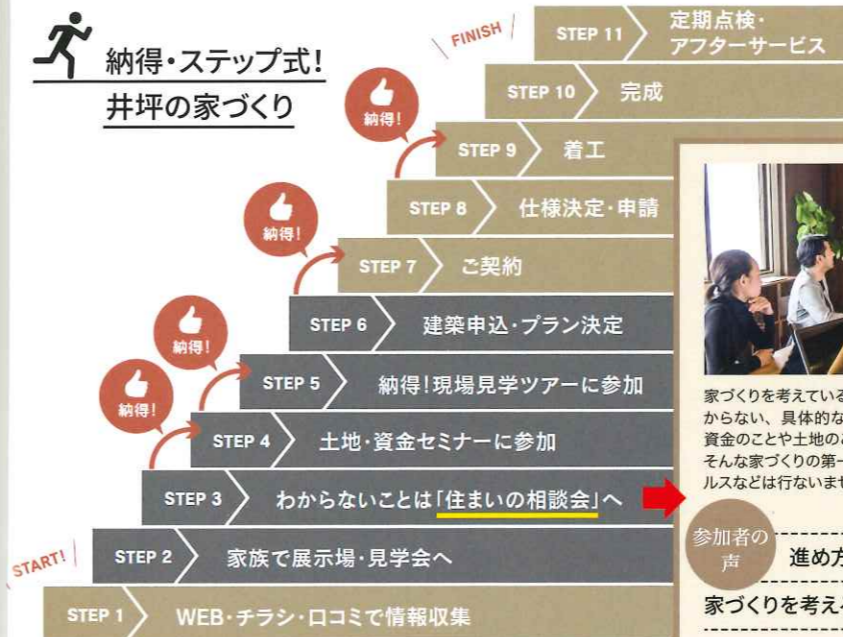 納得・ステップ式!
井坪の家づくり
FINISH
STEP 11 定期点検・
アフターサービス
STEP 10 完成
納得!
STEP 9 着工
STEP 8 仕様決定・申請
納得!
STEP 7 ご契約
STEP 6 建築申込・プラン決定
納得!
STEP 5 納得!現場見学ツアーに参加
納得!
STEP 4 土地・資金セミナーに参加
STEP 3 わからないことは「住まいの相談会」へ
START!
STEP 2 家族で展示場・見学会へ
STEP 1 WEB・チラシ・口コミで情報収集
家づくりを考えている
からない、具体的な
資金のことや土地の
そんな家づくりの第一
ルスなどは行ないませ
参加者の
声
進め方
家づくりを考える